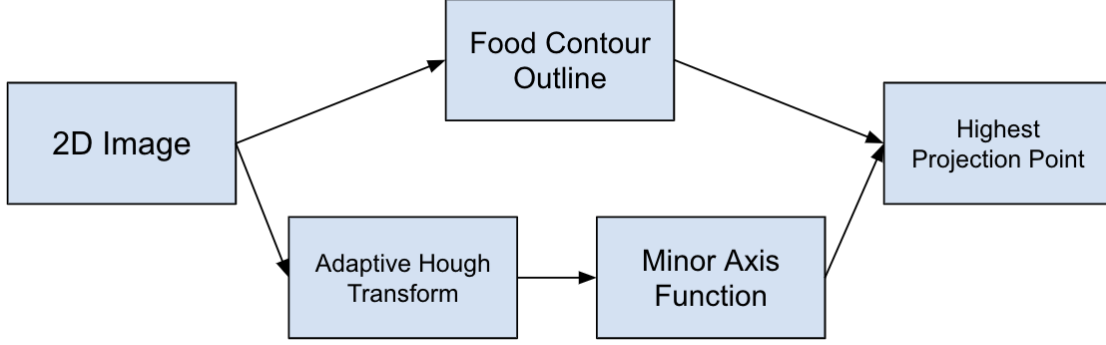 Food Contour
Outline
2D Image
Highest
Projection Point
Adaptive Hough
Transform
Minor Axis
Function